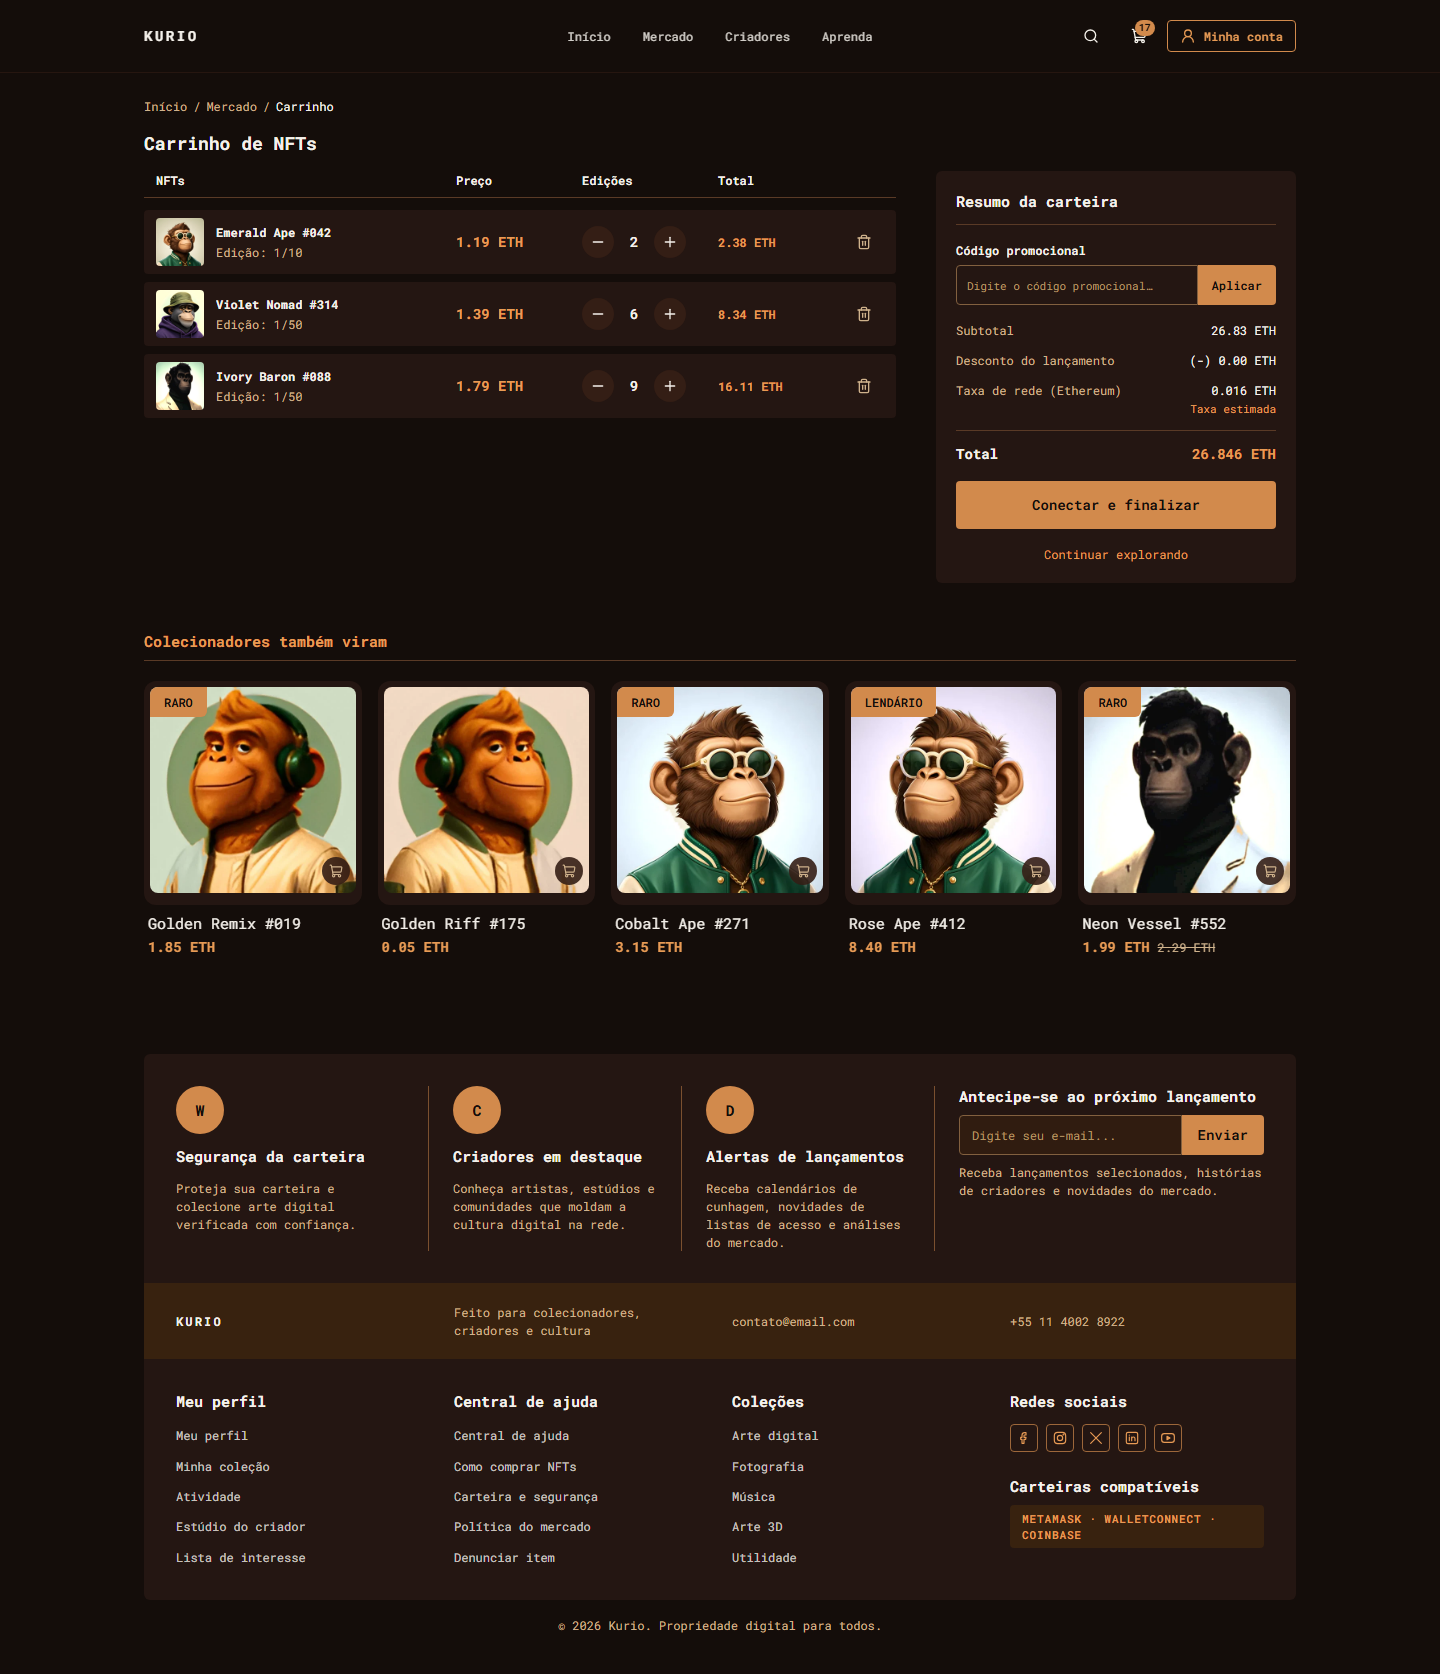 KURIO
Início
Mercado
Criadores
Aprenda
17
Minha conta
Início / Mercado / Carrinho
Carrinho de NFTs
NFTs
Preço
Edições
Total
Emerald Ape #042
Edição: 1/10
1.19 ETH
2
2.38 ETH
Violet Nomad #314
Edição: 1/50
1.39 ETH
6
8.34 ETH
Ivory Baron #088
Edição: 1/50
1.79 ETH
9
16.11 ETH
Resumo da carteira
Código promocional
Digite o código promocional…
Aplicar
Subtotal
26.83 ETH
Desconto do lançamento
(-) 0.00 ETH
Taxa de rede (Ethereum)
0.016 ETH
Taxa estimada
Total
26.846 ETH
Conectar e finalizar
Continuar explorando
Colecionadores também viram
RARO
Golden Remix #019
1.85 ETH
Golden Riff #175
0.05 ETH
RARO
Cobalt Ape #271
3.15 ETH
LENDÁRIO
Rose Ape #412
8.40 ETH
RARO
Neon Vessel #552
1.99 ETH 2.29 ETH
W
Segurança da carteira
Proteja sua carteira e
colecione arte digital
verificada com confiança.
C
Criadores em destaque
Conheça artistas, estúdios e
comunidades que moldam a
cultura digital na rede.
D
Alertas de lançamentos
Receba calendários de
cunhagem, novidades de
listas de acesso e análises
do mercado.
Antecipe-se ao próximo lançamento
Digite seu e-mail...
Enviar
Receba lançamentos selecionados, histórias
de criadores e novidades do mercado.
KURIO
Feito para colecionadores,
criadores e cultura
contato@email.com
+55 11 4002 8922
Meu perfil
Meu perfil
Minha coleção
Atividade
Estúdio do criador
Lista de interesse
Central de ajuda
Central de ajuda
Como comprar NFTs
Carteira e segurança
Política do mercado
Denunciar item
Coleções
Arte digital
Fotografia
Música
Arte 3D
Utilidade
Redes sociais
Carteiras compatíveis
METAMASK · WALLETCONNECT ·
COINBASE
© 2026 Kurio. Propriedade digital para todos.